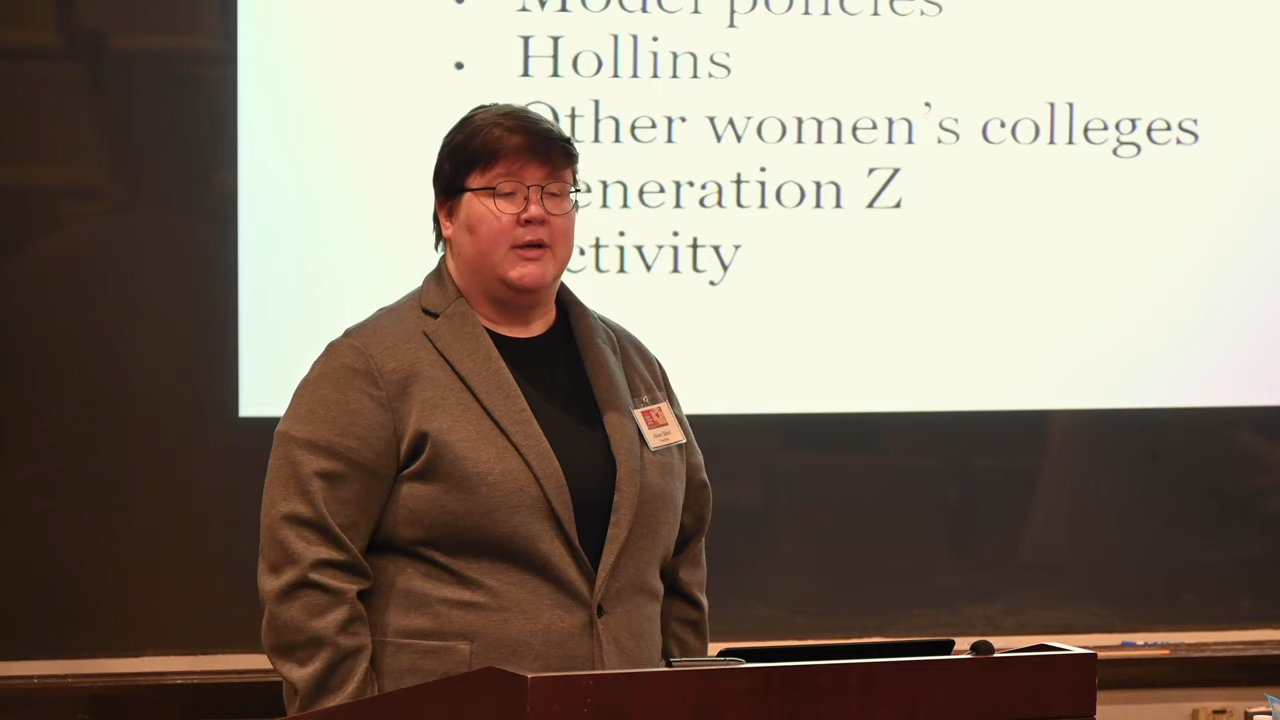 Model policies
Hollins
Other women's colleges
eneration Z
ctivity